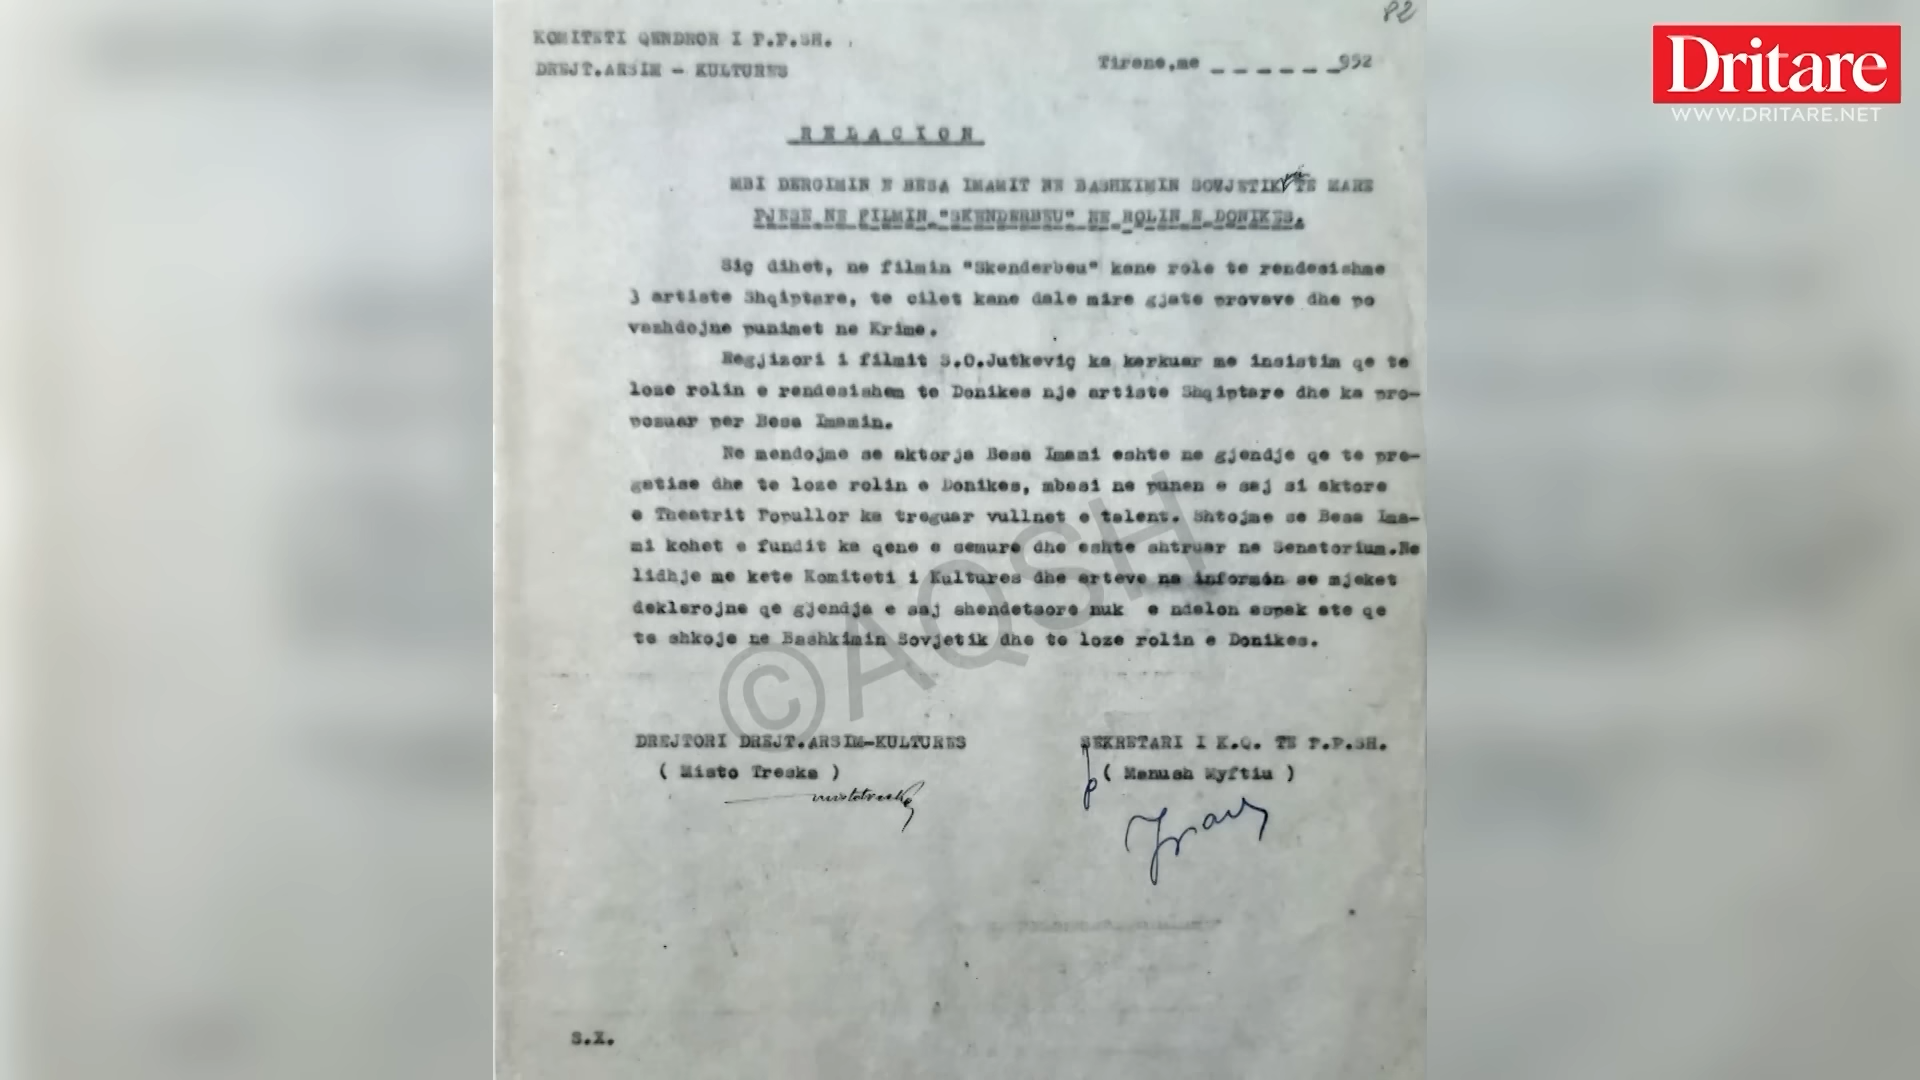 82
Dritare
WWW.DRITARE.NET
KOMITETI QENDROR I P.P.SH.
DREJT.ARSIM - KULTURES
Tirane,me _ _ _ _ _ _952
R E L A C I O N
MBI DERGIMIN E BESA IMAMIT NE BASHKIMIN SOVJETIK TE MARE
PJESE NE FILMIN "SKENDERBEU" NE ROLIN E DONIKES.
Siç dihet, ne filmin "Skenderbeu" kane role te rendesishme
3 artiste Shqiptare, te cilet kane dale mire gjate provave dhe po
vazhdojne punimet ne Krime.
Regjizori i filmit S.O.Jutkeviç ka kerkuar me insistim qe te
lose rolin e rendesishem te Donikes nje artiste Shqiptare dhe ka pro-
pozuar per Besa Imamin.
Ne mendojme se aktorja Besa Imami eshte ne gjendje qe te pre-
gatise dhe te loze rolin e Donikes, mbasi ne punen e saj si aktore
e Theatrit Popullor ka treguar vullnet e talent. Shtojme se Besa Ima-
mi kohet e fundit ka qene e semure dhe eshte shtruar ne Senatorium.Ne
lidhje me kete Komiteti i Kultures dhe arteve na informon se mjeket
deklarojne qe gjendja e saj shendetsore nuk e ndalon aspak ate qe
te shkoje ne Bashkimin Sovjetik dhe te loze rolin e Donikes.
©AQSH
DREJTORI DREJT.ARSIM-KULTURES
( Misto Treska )
mistotreska
SEKRETARI I K.Q. TE P.P.SH.
( Manush Myftiu )
S.X.